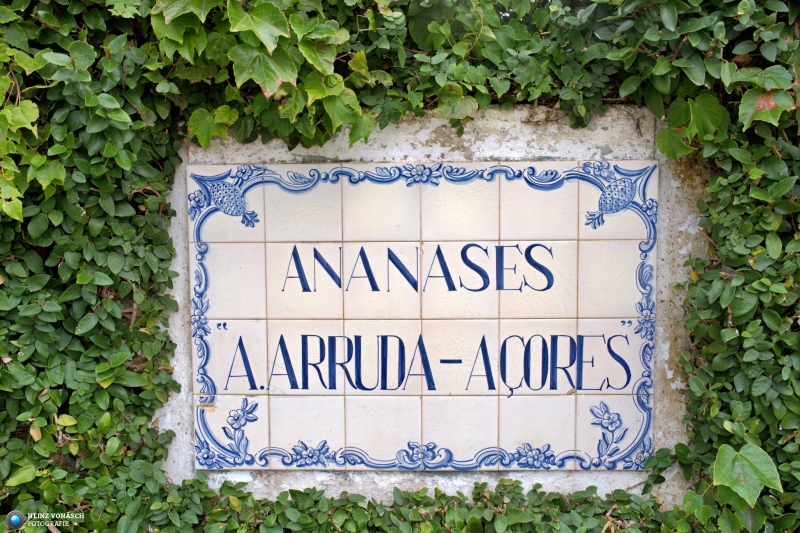 ANANASES
"A.ARRUDA-AÇORES"
HEINZ VONÄSCH
FOTOGRAFIE